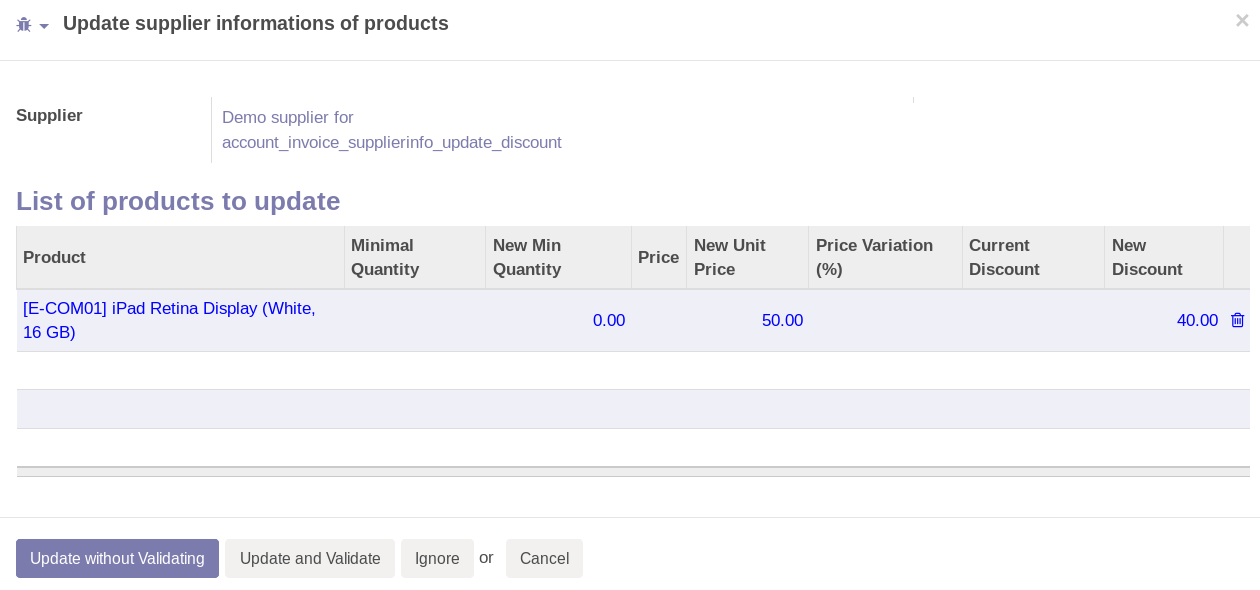 Update supplier informations of products
×
Supplier
Demo supplier for
account_invoice_supplierinfo_update_discount
List of products to update
Product
Minimal
Quantity
New Min
Quantity
Price
New Unit
Price
Price Variation
(%)
Current
Discount
New
Discount
[E-COM01] iPad Retina Display (White,
16 GB)
0.00
50.00
40.00
Update without Validating
Update and Validate
Ignore
or
Cancel